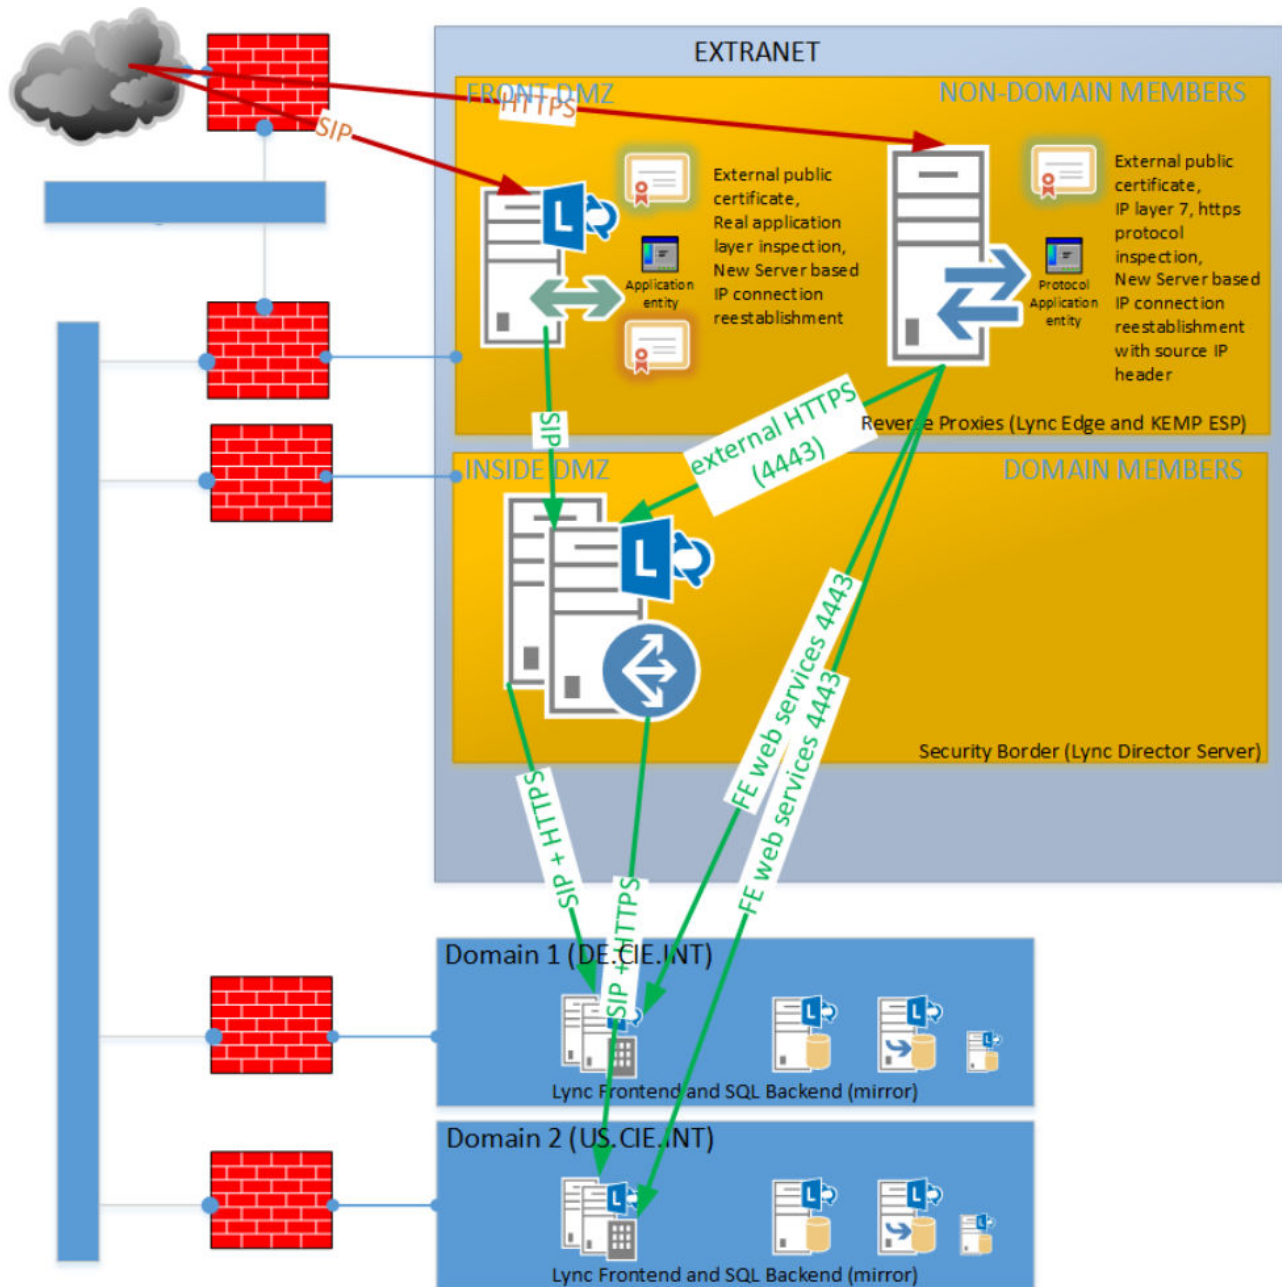 EXTRANET
FRONT DMZ
NON-DOMAIN MEMBERS
HTTPS
SIP
External public
certificate,
Real application
layer inspection,
New Server based
IP connection
reestablishment
Application
entity
External public
certificate,
IP layer 7, https
protocol
inspection,
New Server based
IP connection
reestablishment
with source IP
header
Protocol
Application
entity
L
SIP
external HTTPS
(4443)
Reverse Proxies (Lync Edge and KEMP ESP)
INSIDE DMZ
DOMAIN MEMBERS
L
FE web services 4443
FE web services 4443
Security Border (Lync Director Server)
SIP + HTTPS
SIP + HTTPS
Domain 1 (DE.CIE.INT)
L
L
L
L
Lync Frontend and SQL Backend (mirror)
Domain 2 (US.CIE.INT)
L
L
L
L
Lync Frontend and SQL Backend (mirror)